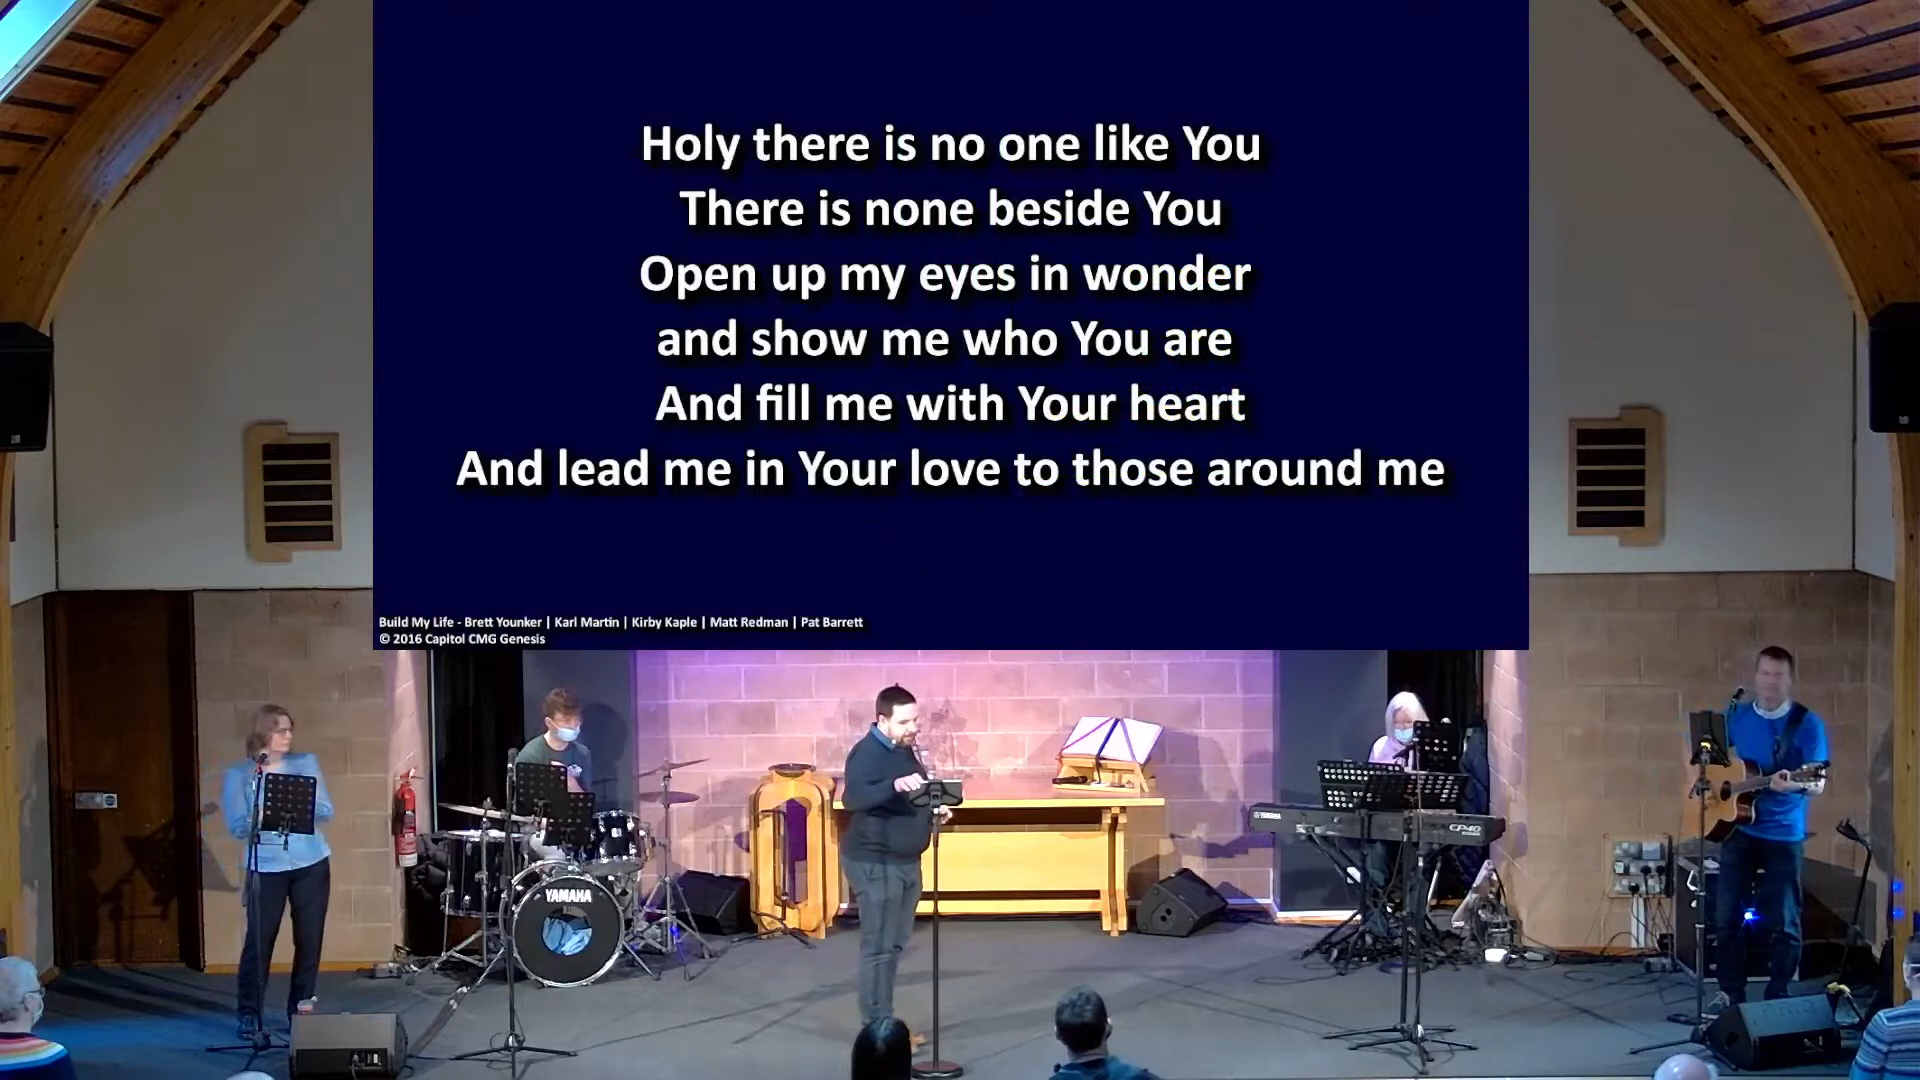 Holy there is no one like You
There is none beside You
Open up my eyes in wonder
and show me who You are
And fill me with Your heart
And lead me in Your love to those around me
Build My Life - Brett Younker | Karl Martin | Kirby Kaple | Matt Redman | Pat Barrett
© 2016 Capitol CMG Genesis
YAMAHA
YAMAHA
CP40